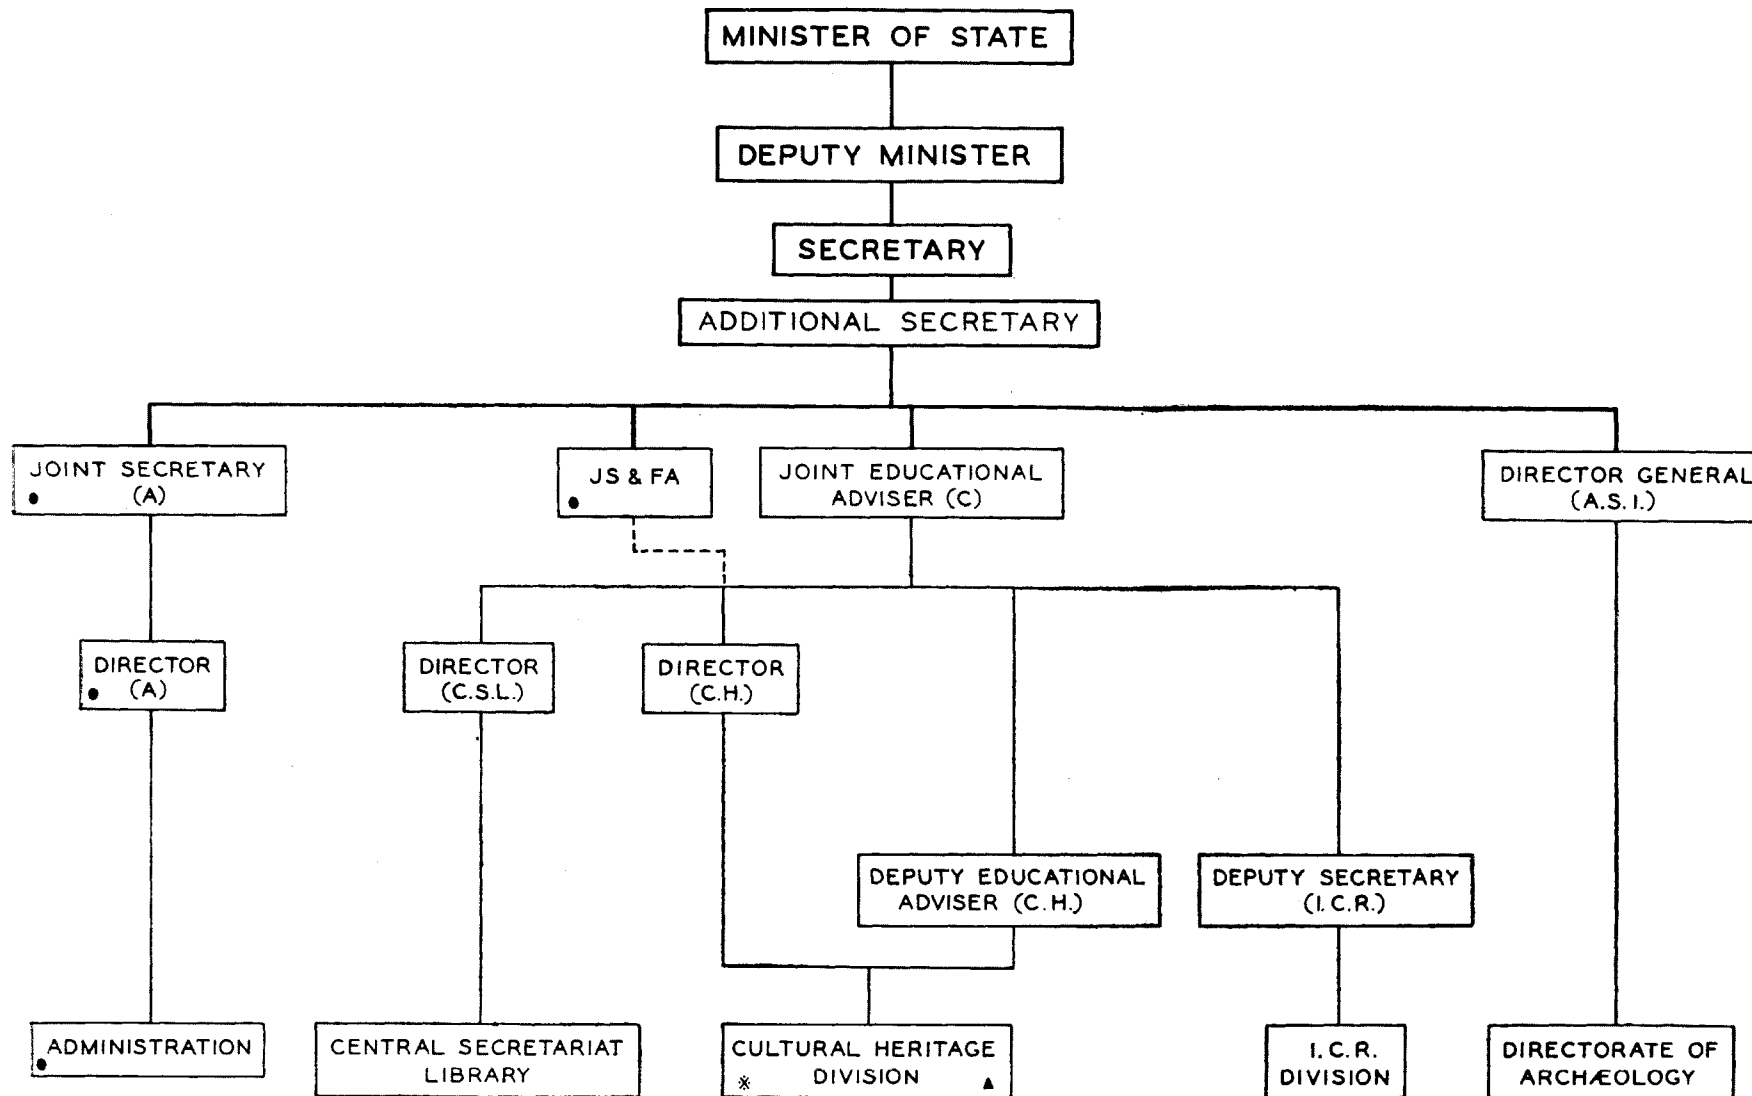 MINISTER OF STATE
DEPUTY MINISTER
SECRETARY
ADDITIONAL SECRETARY
JOINT SECRETARY
(A)
JS & FA
JOINT EDUCATIONAL
ADVISER (C)
DIRECTOR GENERAL
(A.S.I.)
DIRECTOR
(A)
DIRECTOR
(C.S.L.)
DIRECTOR
(C.H.)
DEPUTY EDUCATIONAL
ADVISER (C.H.)
DEPUTY SECRETARY
(I.C.R.)
ADMINISTRATION
CENTRAL SECRETARIAT
LIBRARY
CULTURAL HERITAGE
DIVISION
I.C.R.
DIVISION
DIRECTORATE OF
ARCHÆOLOGY